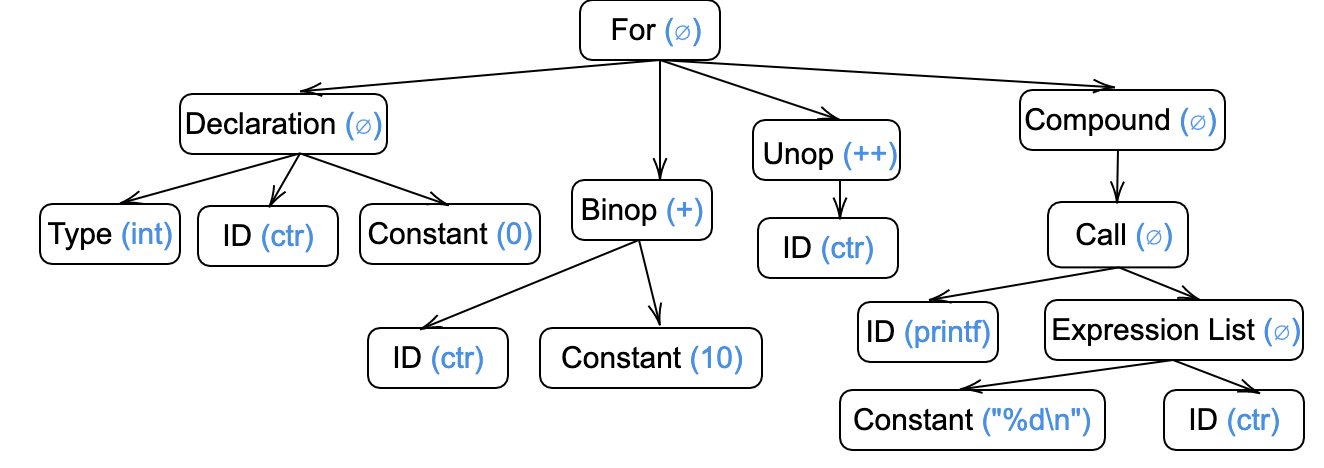 For (∅)
Declaration (∅)
Compound (∅)
Unop (++)
Type (int)
ID (ctr)
Constant (0)
Binop (+)
ID (ctr)
Call (∅)
ID (ctr)
Constant (10)
ID (printf)
Expression List (∅)
Constant ("%d\n")
ID (ctr)